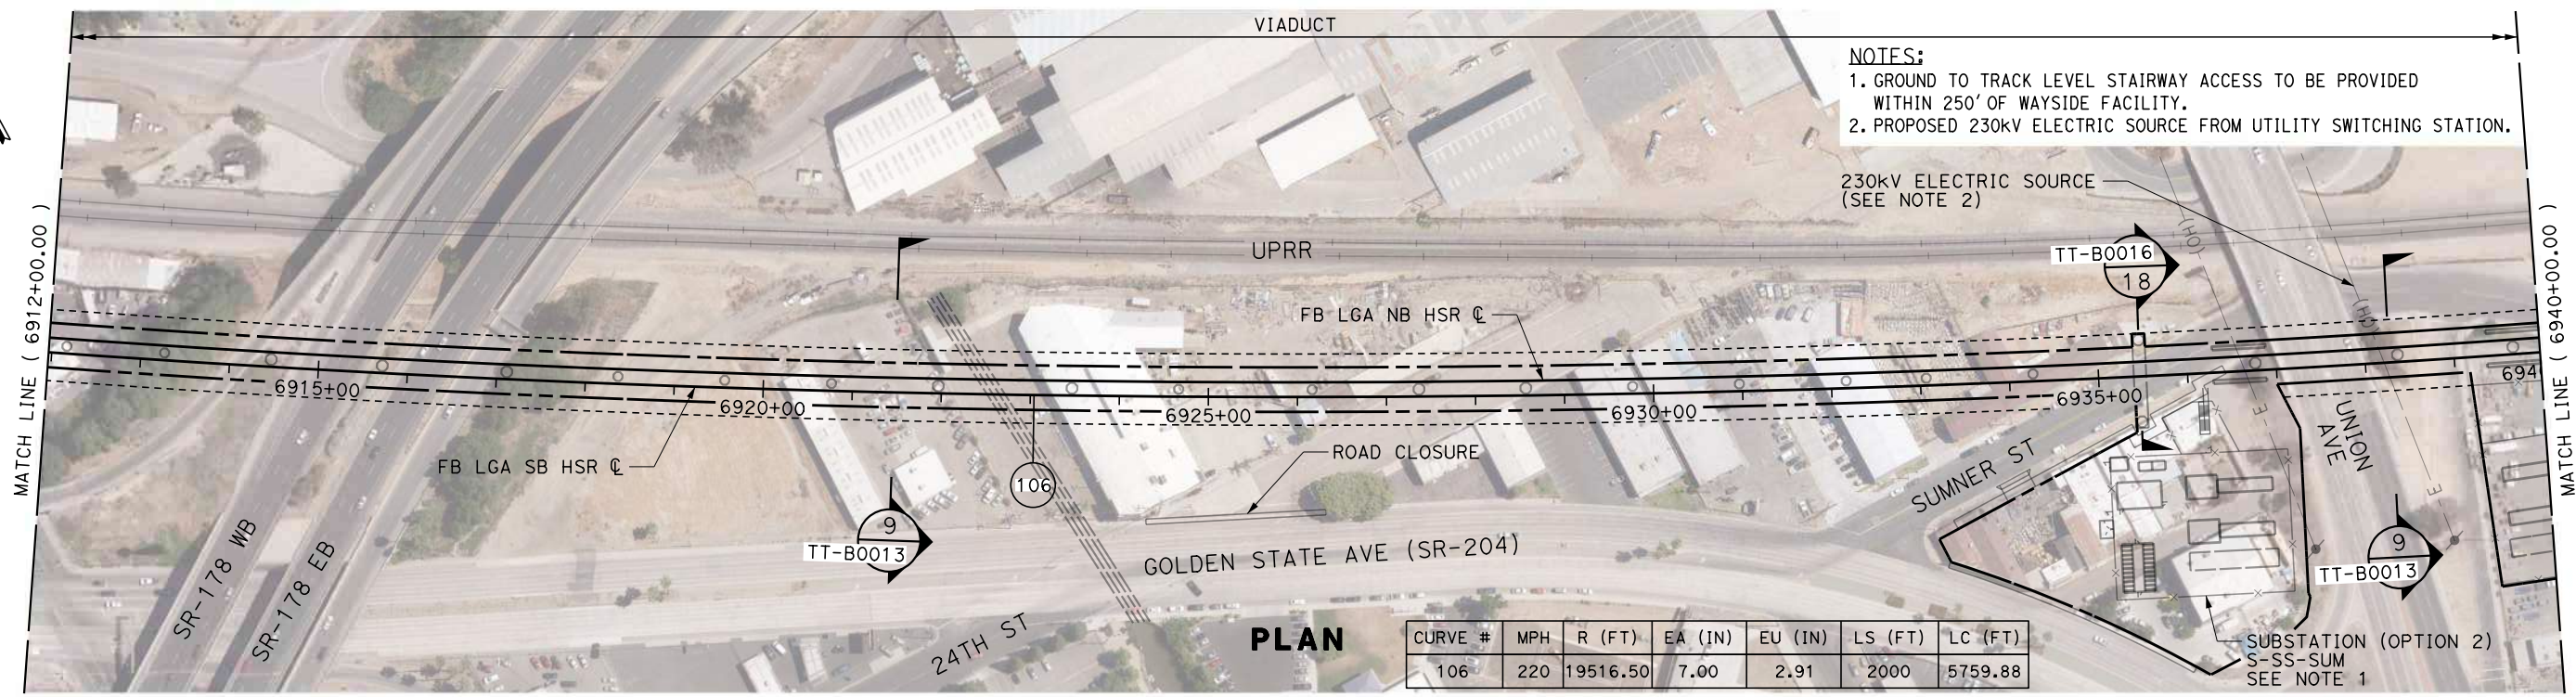 VIADUCT
NOTES:
1. GROUND TO TRACK LEVEL STAIRWAY ACCESS TO BE PROVIDED
WITHIN 250' OF WAYSIDE FACILITY.
2. PROPOSED 230kV ELECTRIC SOURCE FROM UTILITY SWITCHING STATION.
230kV ELECTRIC SOURCE
(SEE NOTE 2)
MATCH LINE ( 6912+00.00 )
MATCH LINE ( 6940+00.00 )
UPRR
TT-B0016
18
(OH)
(OH)
FB LGA NB HSR ℄
6915+00
6920+00
6925+00
6930+00
6935+00
694
FB LGA SB HSR ℄
ROAD CLOSURE
106
9
TT-B0013
SUMNER ST
UNION
AVE
E
E
E
9
TT-B0013
SR-178 WB
SR-178 EB
GOLDEN STATE AVE (SR-204)
24TH ST
PLAN
CURVE # MPH R (FT) EA (IN) EU (IN) LS (FT) LC (FT)
106 220 19516.50 7.00 2.91 2000 5759.88
SUBSTATION (OPTION 2)
S-SS-SUM
SEE NOTE 1